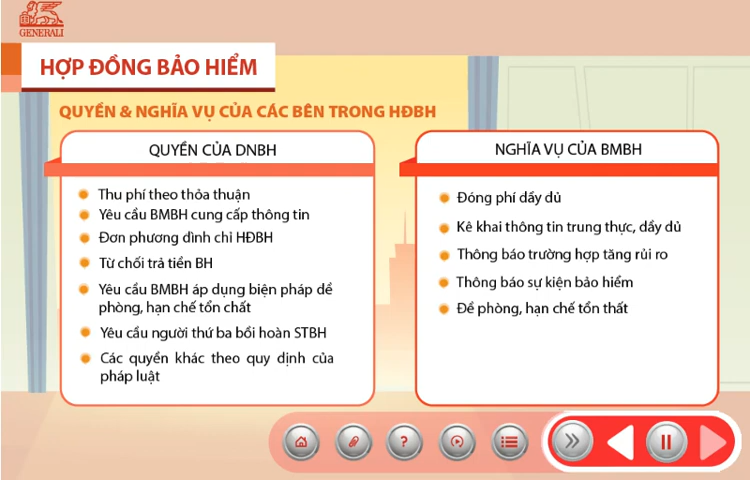 GENERALI
HỢP ĐỒNG BẢO HIỂM
QUYỀN & NGHĨA VỤ CỦA CÁC BÊN TRONG HĐBH
QUYỀN CỦA DNBH
Thu phí theo thỏa thuận
Yêu cầu BMBH cung cấp thông tin
Đơn phương đình chỉ HĐBH
Từ chối trả tiền BH
Yêu cầu BMBH áp dụng biện pháp đề
phòng, hạn chế tổn chất
Yêu cầu người thứ ba bồi hoàn STBH
Các quyền khác theo quy định của
pháp luật
NGHĨA VỤ CỦA BMBH
Đóng phí đầy đủ
Kê khai thông tin trung thực, đầy đủ
Thông báo trường hợp tăng rủi ro
Thông báo sự kiện bảo hiểm
Đề phòng, hạn chế tổn thất
?